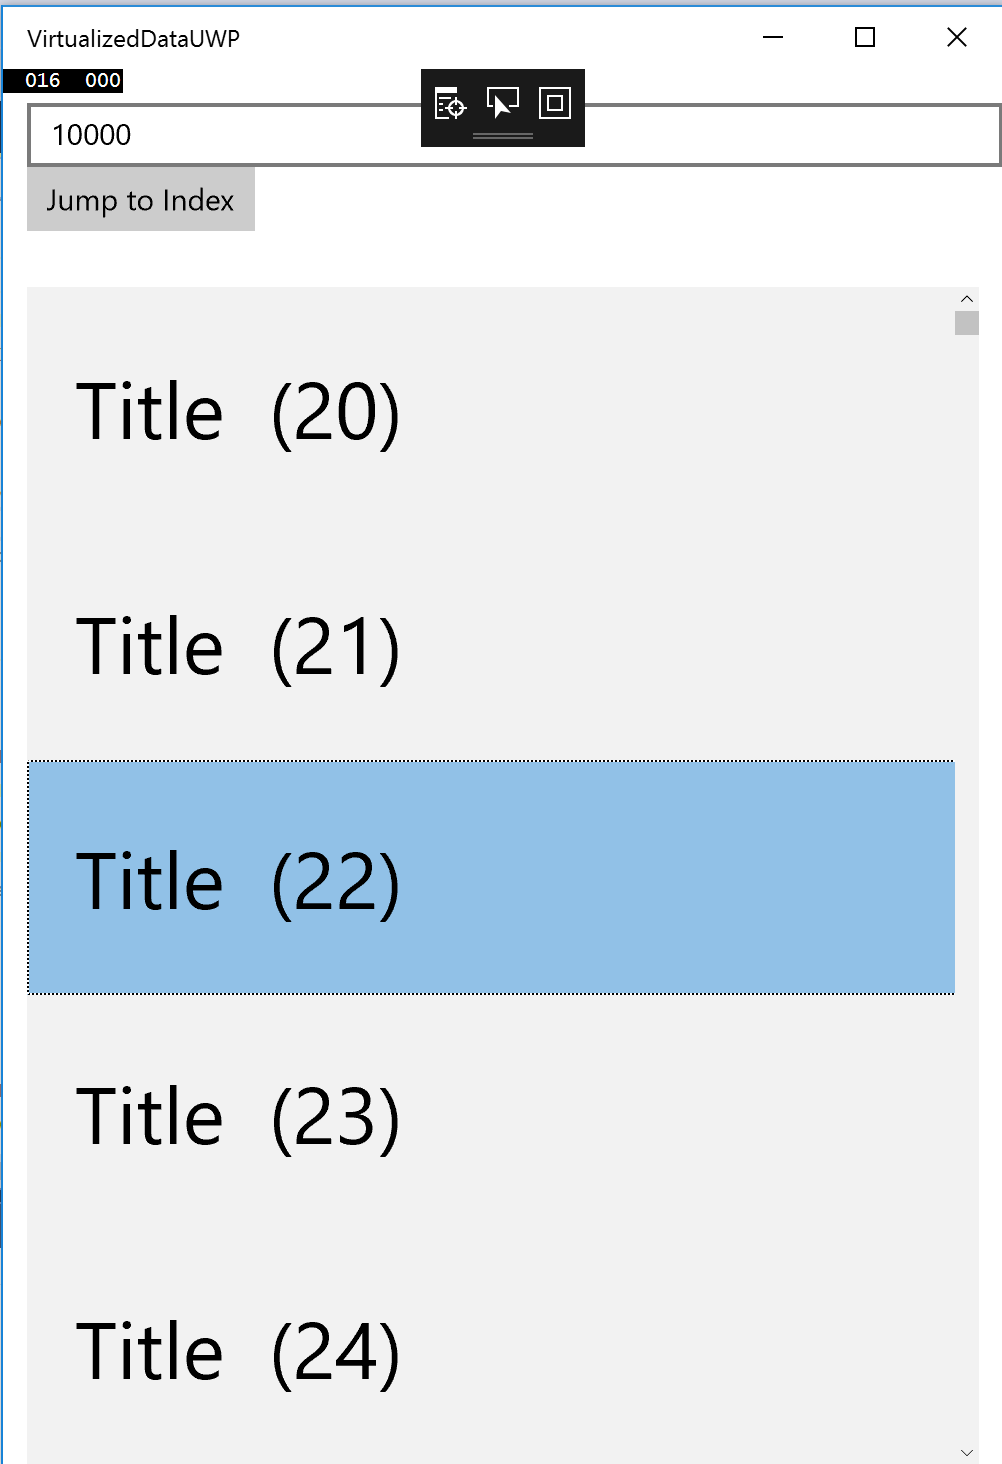 VirtualizedDataUWP
016 000
10000
Jump to Index
Title (20)
Title (21)
Title (22)
Title (23)
Title (24)